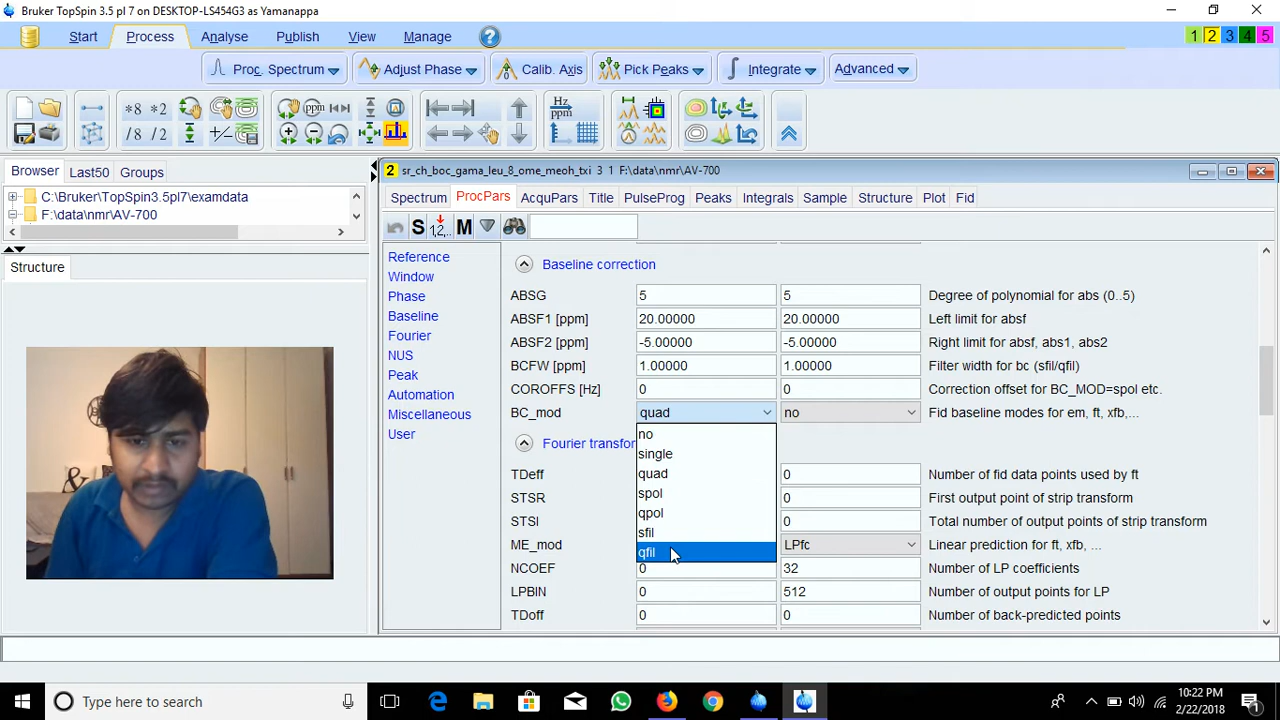 Bruker TopSpin 3.5 pl 7 on DESKTOP-LS454G3 as Yamanappa
Start Process Analyse Publish View Manage ?
1 2 3 4 5
Proc. Spectrum Adjust Phase Calib. Axis Pick Peaks Integrate Advanced
*8 *2 ppm Hz ppm
/8 /2
Browser Last50 Groups
C:\Bruker\TopSpin3.5pl7\examdata
F:\data\nmr\AV-700
Structure
2 sr_ch_boc_gama_leu_8_ome_meoh_txi 3 1 F:\data\nmr\AV-700
Spectrum ProcPars AcquPars Title PulseProg Peaks Integrals Sample Structure Plot Fid
S 1,2,.. M
Reference
Window
Phase
Baseline
Fourier
NUS
Peak
Automation
Miscellaneous
User
Baseline correction
ABSG 5 5 Degree of polynomial for abs (0..5)
ABSF1 [ppm] 20.00000 20.00000 Left limit for absf
ABSF2 [ppm] -5.00000 -5.00000 Right limit for absf, abs1, abs2
BCFW [ppm] 1.00000 1.00000 Filter width for bc (sfil/qfil)
COROFFS [Hz] 0 0 Correction offset for BC_MOD=spol etc.
BC_mod quad no Fid baseline modes for em, ft, xfb,...
no
single
quad
spol
qpol
sfil
qfil
Fourier transfor
TDeff 0 Number of fid data points used by ft
STSR 0 First output point of strip transform
STSI 0 Total number of output points of strip transform
ME_mod LPfc Linear prediction for ft, xfb, ...
NCOEF 0 32 Number of LP coefficients
LPBIN 0 512 Number of output points for LP
TDoff 0 0 Number of back-predicted points
Type here to search
10:22 PM
2/22/2018
1